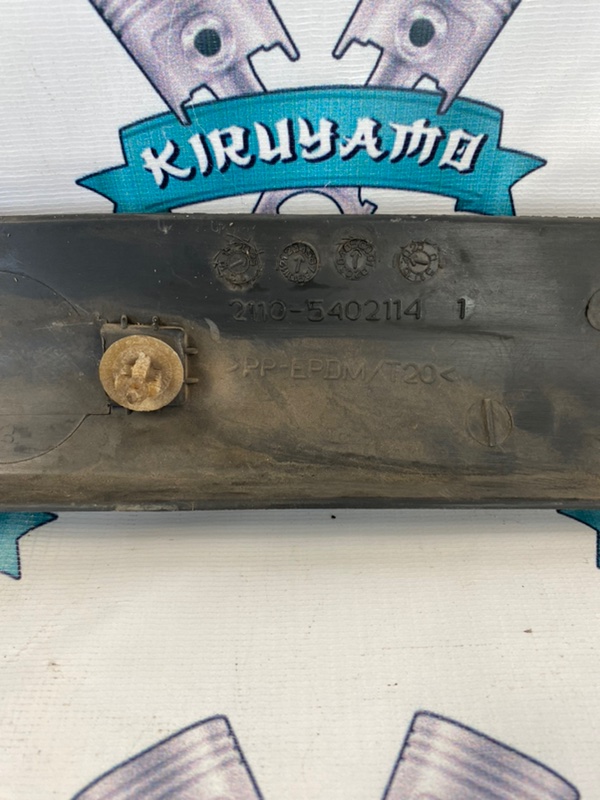 KIRUYAMO
2110-5402114 1
>PP-EPDM/T20<